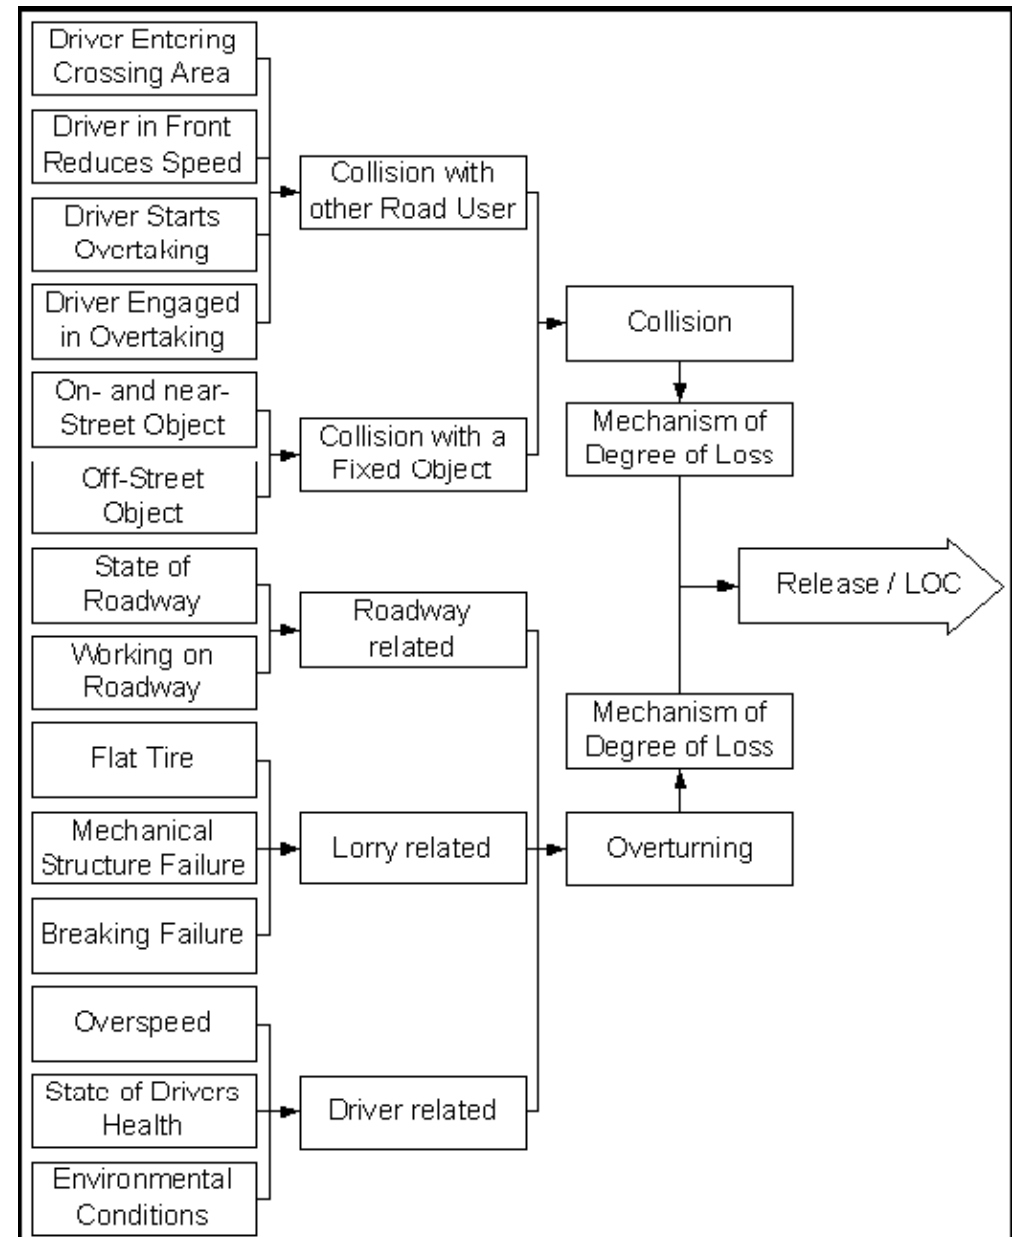 Driver Entering
Crossing Area
Driver in Front
Reduces Speed
Driver Starts
Overtaking
Driver Engaged
in Overtaking
On- and near-
Street Object
Off-Street
Object
State of
Roadway
Working on
Roadway
Flat Tire
Mechanical
Structure Failure
Breaking Failure
Overspeed
State of Drivers
Health
Environmental
Conditions
Collision with
other Road User
Collision with a
Fixed Object
Roadway
related
Lorry related
Driver related
Collision
Mechanism of
Degree of Loss
Mechanism of
Degree of Loss
Overturning
Release / LOC